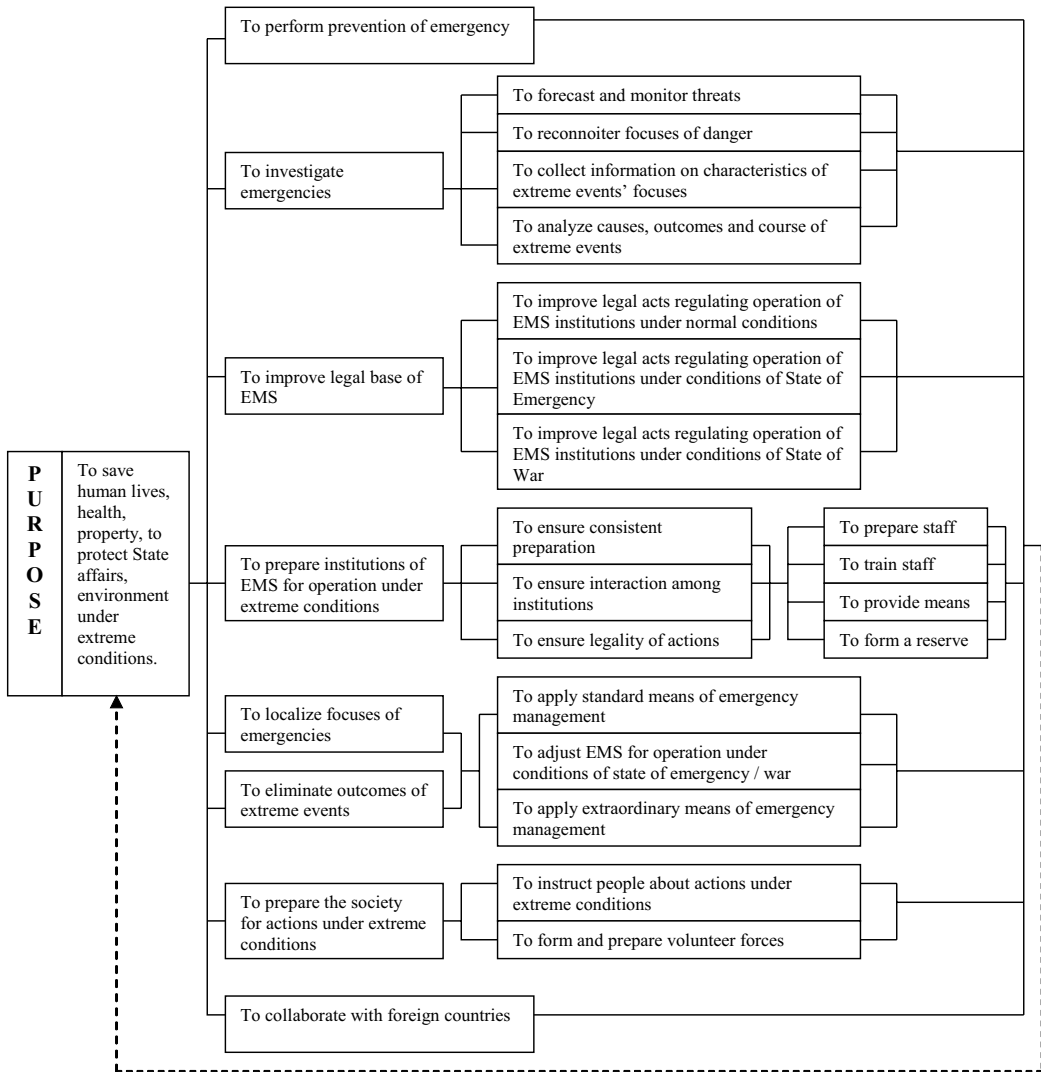 To perform prevention of emergency
To forecast and monitor threats
To reconnoiter focuses of danger
To investigate
emergencies
To collect information on characteristics of
extreme events’ focuses
To analyze causes, outcomes and course of
extreme events
To improve legal acts regulating operation of
EMS institutions under normal conditions
To improve legal base of
EMS
To improve legal acts regulating operation of
EMS institutions under conditions of State of
Emergency
To improve legal acts regulating operation of
EMS institutions under conditions of State of
War
P
U
R
P
O
S
E
To save
human lives,
health,
property, to
protect State
affairs,
environment
under
extreme
conditions.
To prepare institutions
of EMS for operation under
extreme conditions
To ensure consistent
preparation
To ensure interaction among
institutions
To ensure legality of actions
To prepare staff
To train staff
To provide means
To form a reserve
To localize focuses of
emergencies
To eliminate outcomes of
extreme events
To apply standard means of emergency
management
To adjust EMS for operation under
conditions of state of emergency / war
To apply extraordinary means of emergency
management
To prepare the society
for actions under extreme
conditions
To instruct people about actions under
extreme conditions
To form and prepare volunteer forces
To collaborate with foreign countries